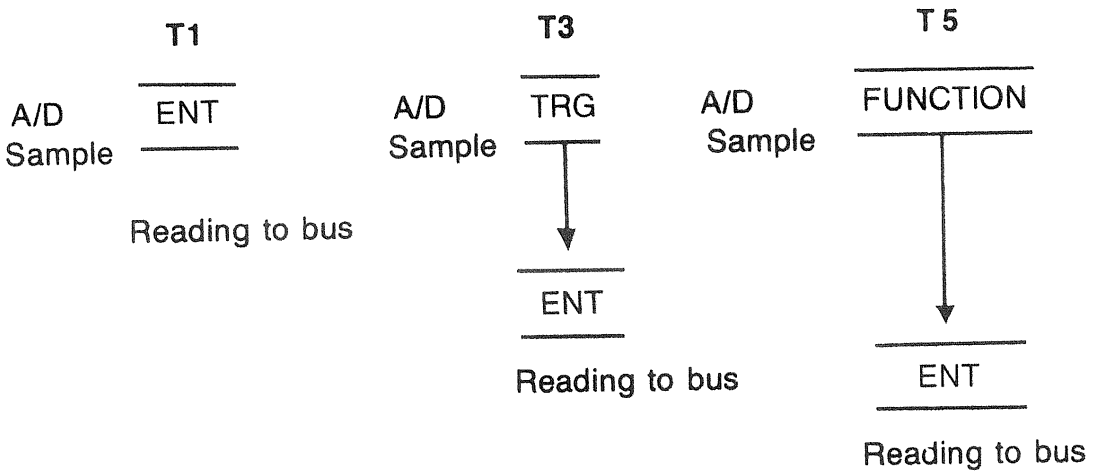 T1
A/D
Sample
ENT
Reading to bus
T3
A/D
Sample
TRG
ENT
Reading to bus
T 5
A/D
Sample
FUNCTION
ENT
Reading to bus